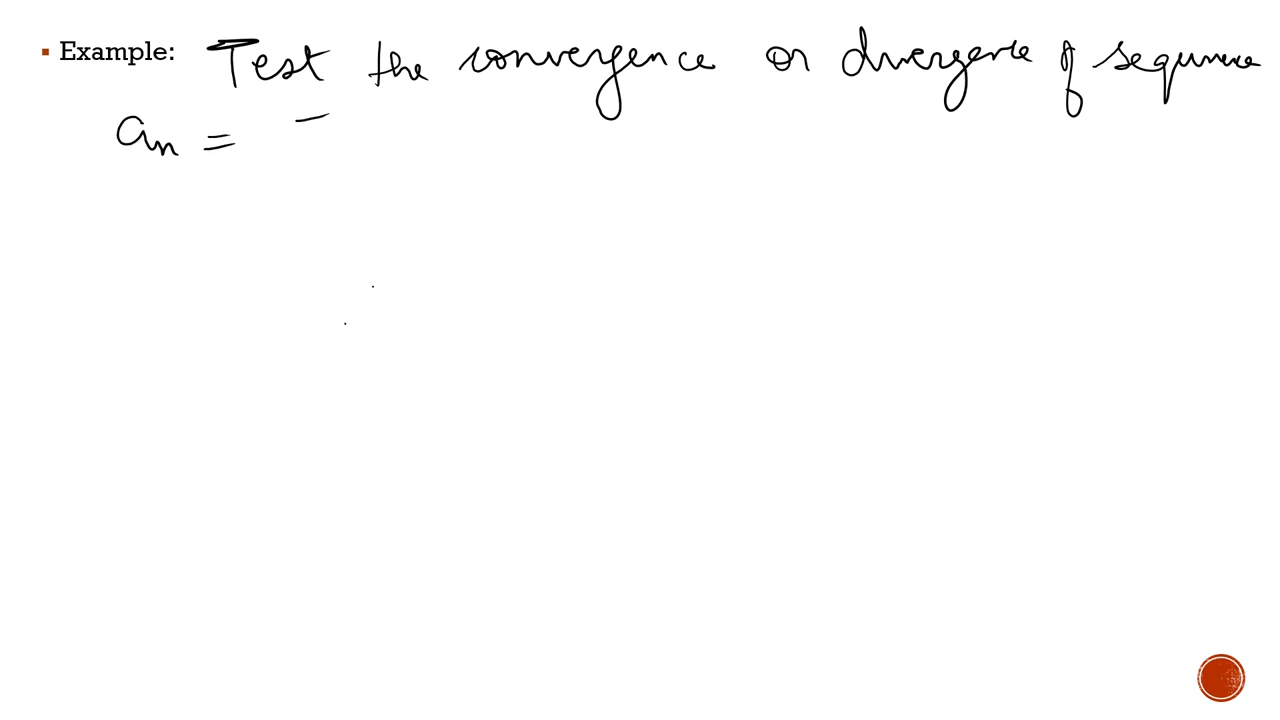 ▪ Example: Test the convergence or divergence of sequence
aₙ = –